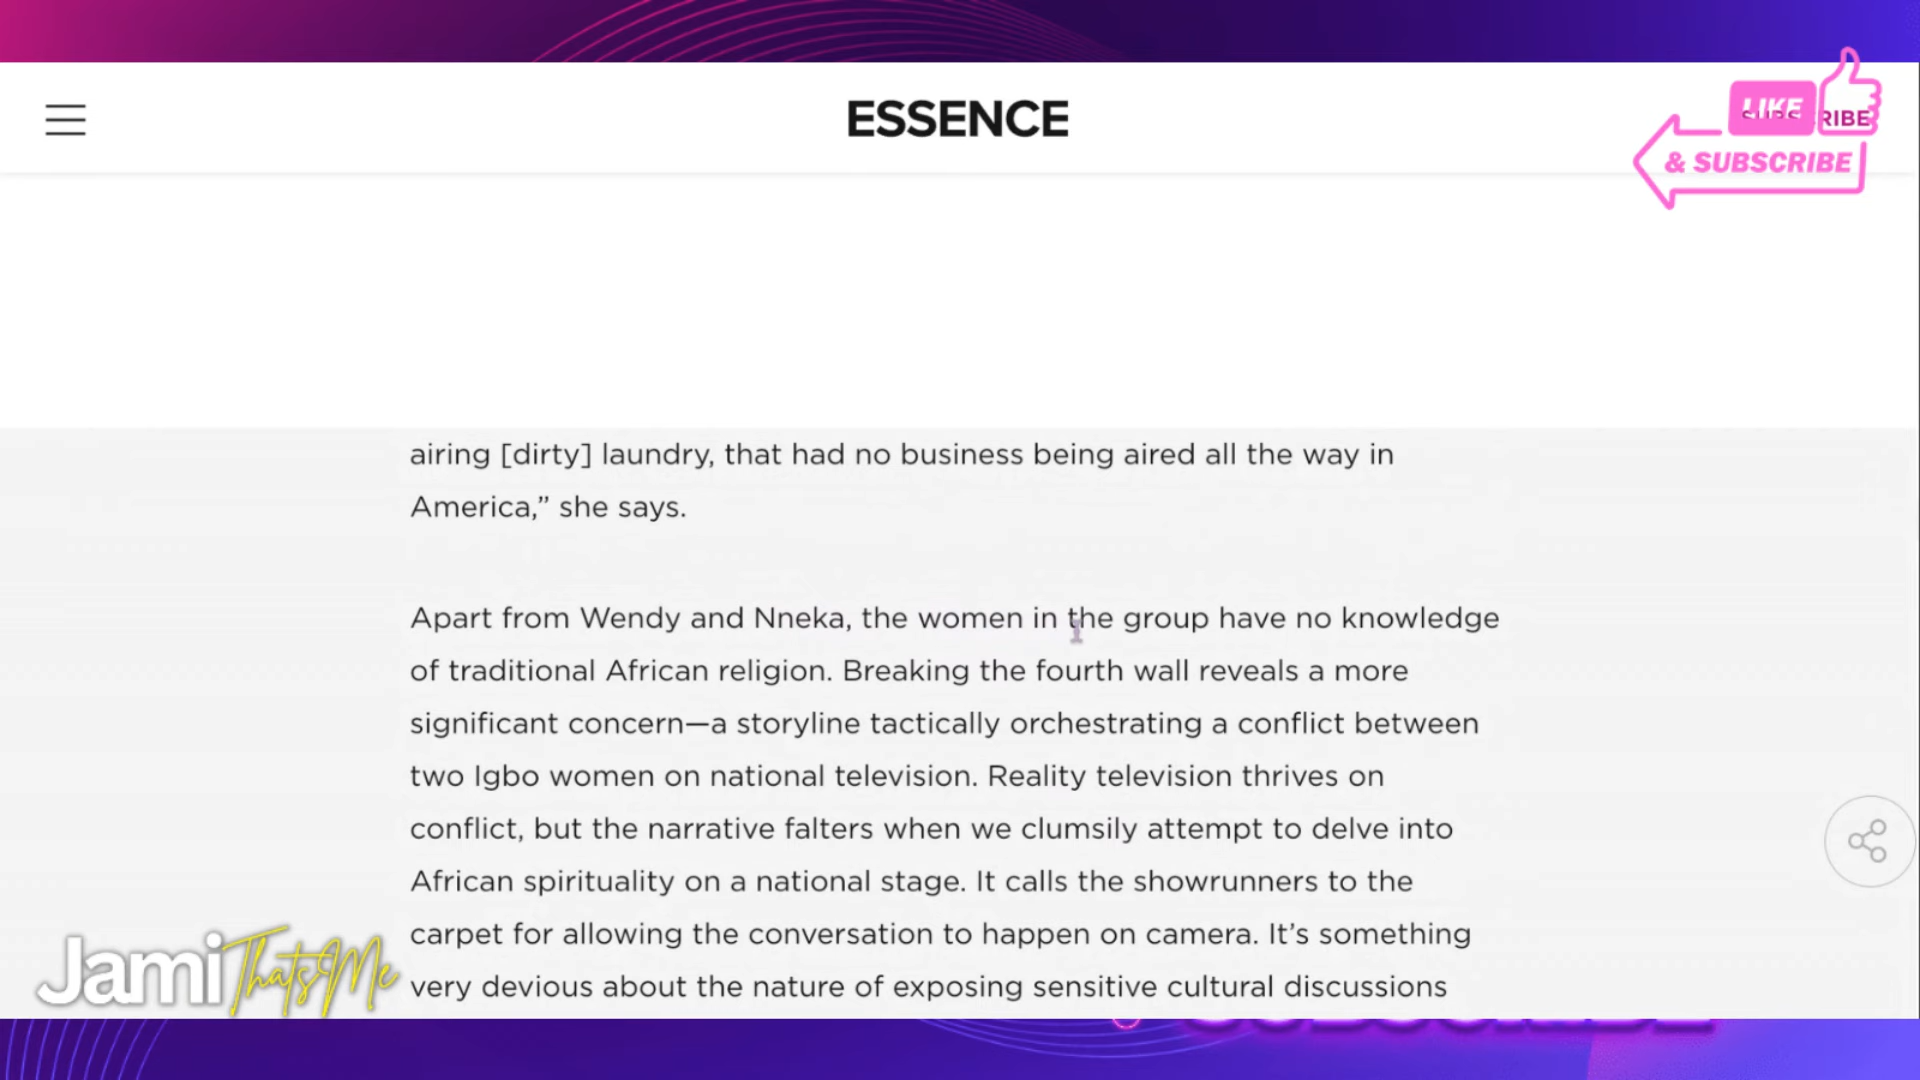 ESSENCE
LIKE
RIBE
& SUBSCRIBE
airing [dirty] laundry, that had no business being aired all the way in
America,” she says.
Apart from Wendy and Nneka, the women in the group have no knowledge
of traditional African religion. Breaking the fourth wall reveals a more
significant concern—a storyline tactically orchestrating a conflict between
two Igbo women on national television. Reality television thrives on
conflict, but the narrative falters when we clumsily attempt to delve into
African spirituality on a national stage. It calls the showrunners to the
carpet for allowing the conversation to happen on camera. It’s something
very devious about the nature of exposing sensitive cultural discussions
JamiThatsMe